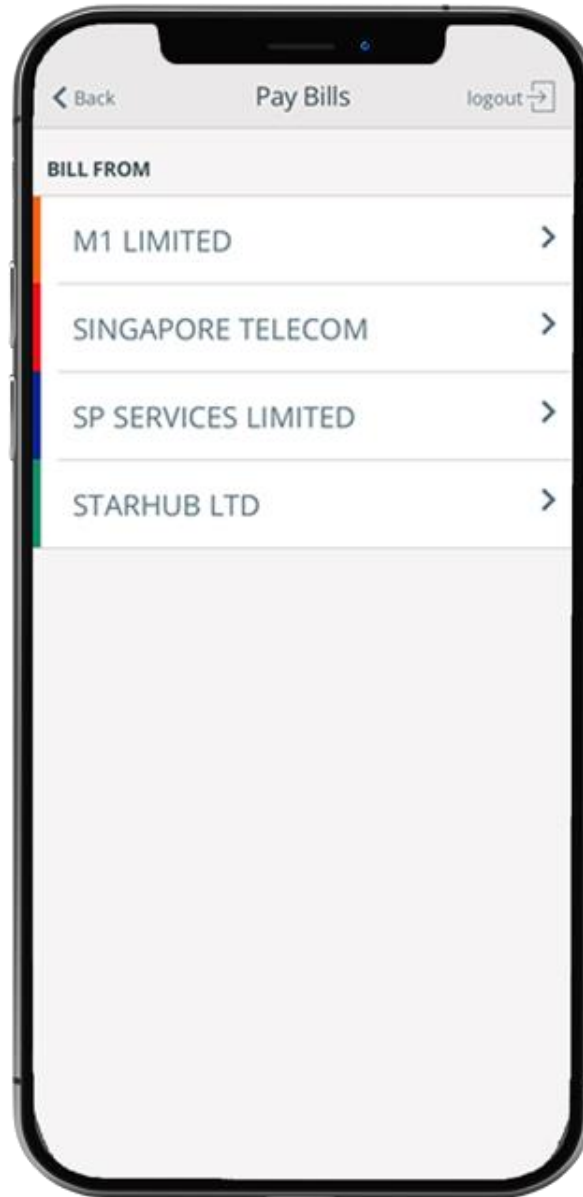 Back Pay Bills logout
BILL FROM
M1 LIMITED
SINGAPORE TELECOM
SP SERVICES LIMITED
STARHUB LTD